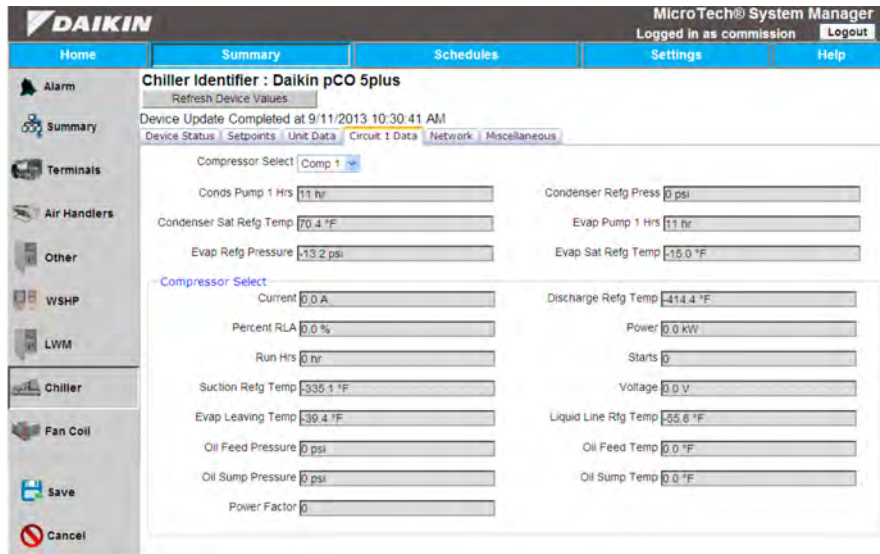 DAIKIN
MicroTech® System Manager
Logged in as commission Logout
Home Summary Schedules Settings Help
Alarm
Summary
Terminals
Air Handlers
Other
WSHP
LWM
Chiller
Fan Coil
Save
Cancel
Chiller Identifier : Daikin pCO 5plus
Refresh Device Values
Device Update Completed at 9/11/2013 10:30:41 AM
Device Status Setpoints Unit Data Circuit 1 Data Network Miscellaneous
Compressor Select Comp 1
Conds Pump 1 Hrs 11 hr Condenser Refg Press 0 psi
Condenser Sat Refg Temp 70.4 °F Evap Pump 1 Hrs 11 hr
Evap Refg Pressure -13.2 psi Evap Sat Refg Temp -15.0 °F
Compressor Select
Current 0.0 A Discharge Refg Temp -414.4 °F
Percent RLA 0.0 % Power 0.0 kW
Run Hrs 0 hr Starts 0
Suction Refg Temp -335.1 °F Voltage 0.0 V
Evap Leaving Temp -39.4 °F Liquid Line Rfg Temp -55.6 °F
Oil Feed Pressure 0 psi Oil Feed Temp 0.0 °F
Oil Sump Pressure 0 psi Oil Sump Temp 0.0 °F
Power Factor 0